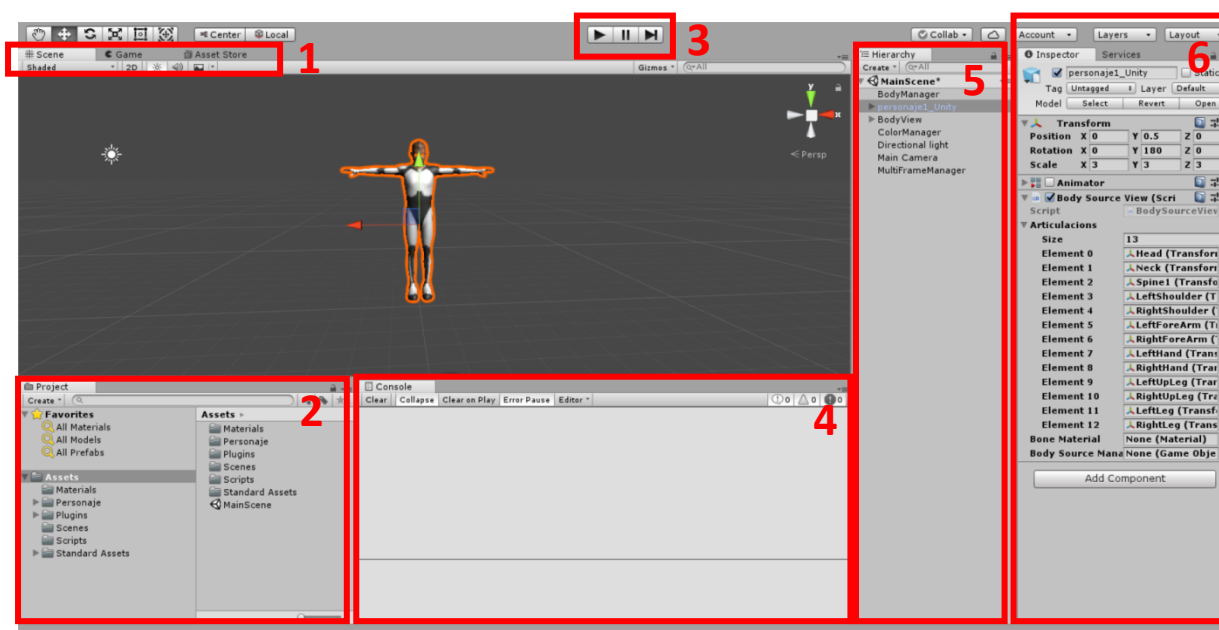 Center Local
Collab
Account Layers Layout
3
Scene Game Asset Store
1
Shaded 2D Gizmos All
y
x
Persp
Hierarchy
Create All
5
MainScene*
BodyManager
personaje1_Unity
BodyView
ColorManager
Directional light
Main Camera
MultiFrameManager
Inspector Services
6
personaje1_Unity Static
Tag Untagged Layer Default
Model Select Revert Open
Transform
Position X 0 Y 0.5 Z 0
Rotation X 0 Y 180 Z 0
Scale X 3 Y 3 Z 3
Animator
Body Source View (Scri
Script BodySourceView
Articulacions
Size 13
Element 0 Head (Transfor
Element 1 Neck (Transfor
Element 2 Spine1 (Transfo
Element 3 LeftShoulder (T
Element 4 RightShoulder (
Element 5 LeftForeArm (T
Element 6 RightForeArm (
Element 7 LeftHand (Trans
Element 8 RightHand (Tra
Element 9 LeftUpLeg (Tra
Element 10 RightUpLeg (Tra
Element 11 LeftLeg (Transf
Element 12 RightLeg (Trans
Bone Material None (Material)
Body Source Mana None (Game Obje
Add Component
Project
Create
2
Favorites
All Materials
All Models
All Prefabs
Assets
Materials
Personaje
Plugins
Scenes
Scripts
Standard Assets
Assets
Materials
Personaje
Plugins
Scenes
Scripts
Standard Assets
MainScene
Console
Clear Collapse Clear on Play Error Pause Editor 0 0 0
4